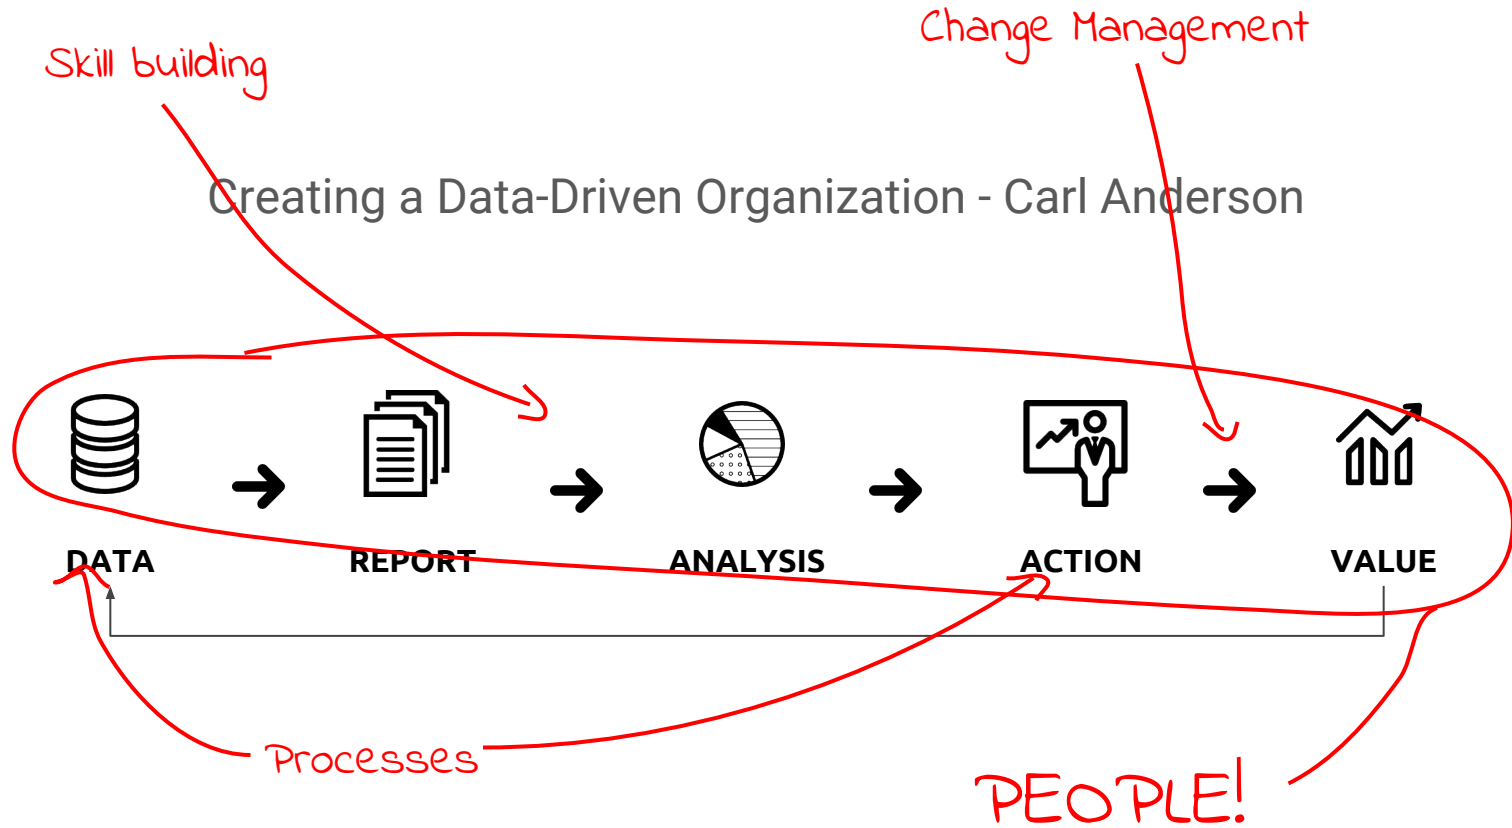 Change Management
Skill building
Creating a Data-Driven Organization - Carl Anderson
DATA
REPORT
ANALYSIS
ACTION
VALUE
Processes
PEOPLE!